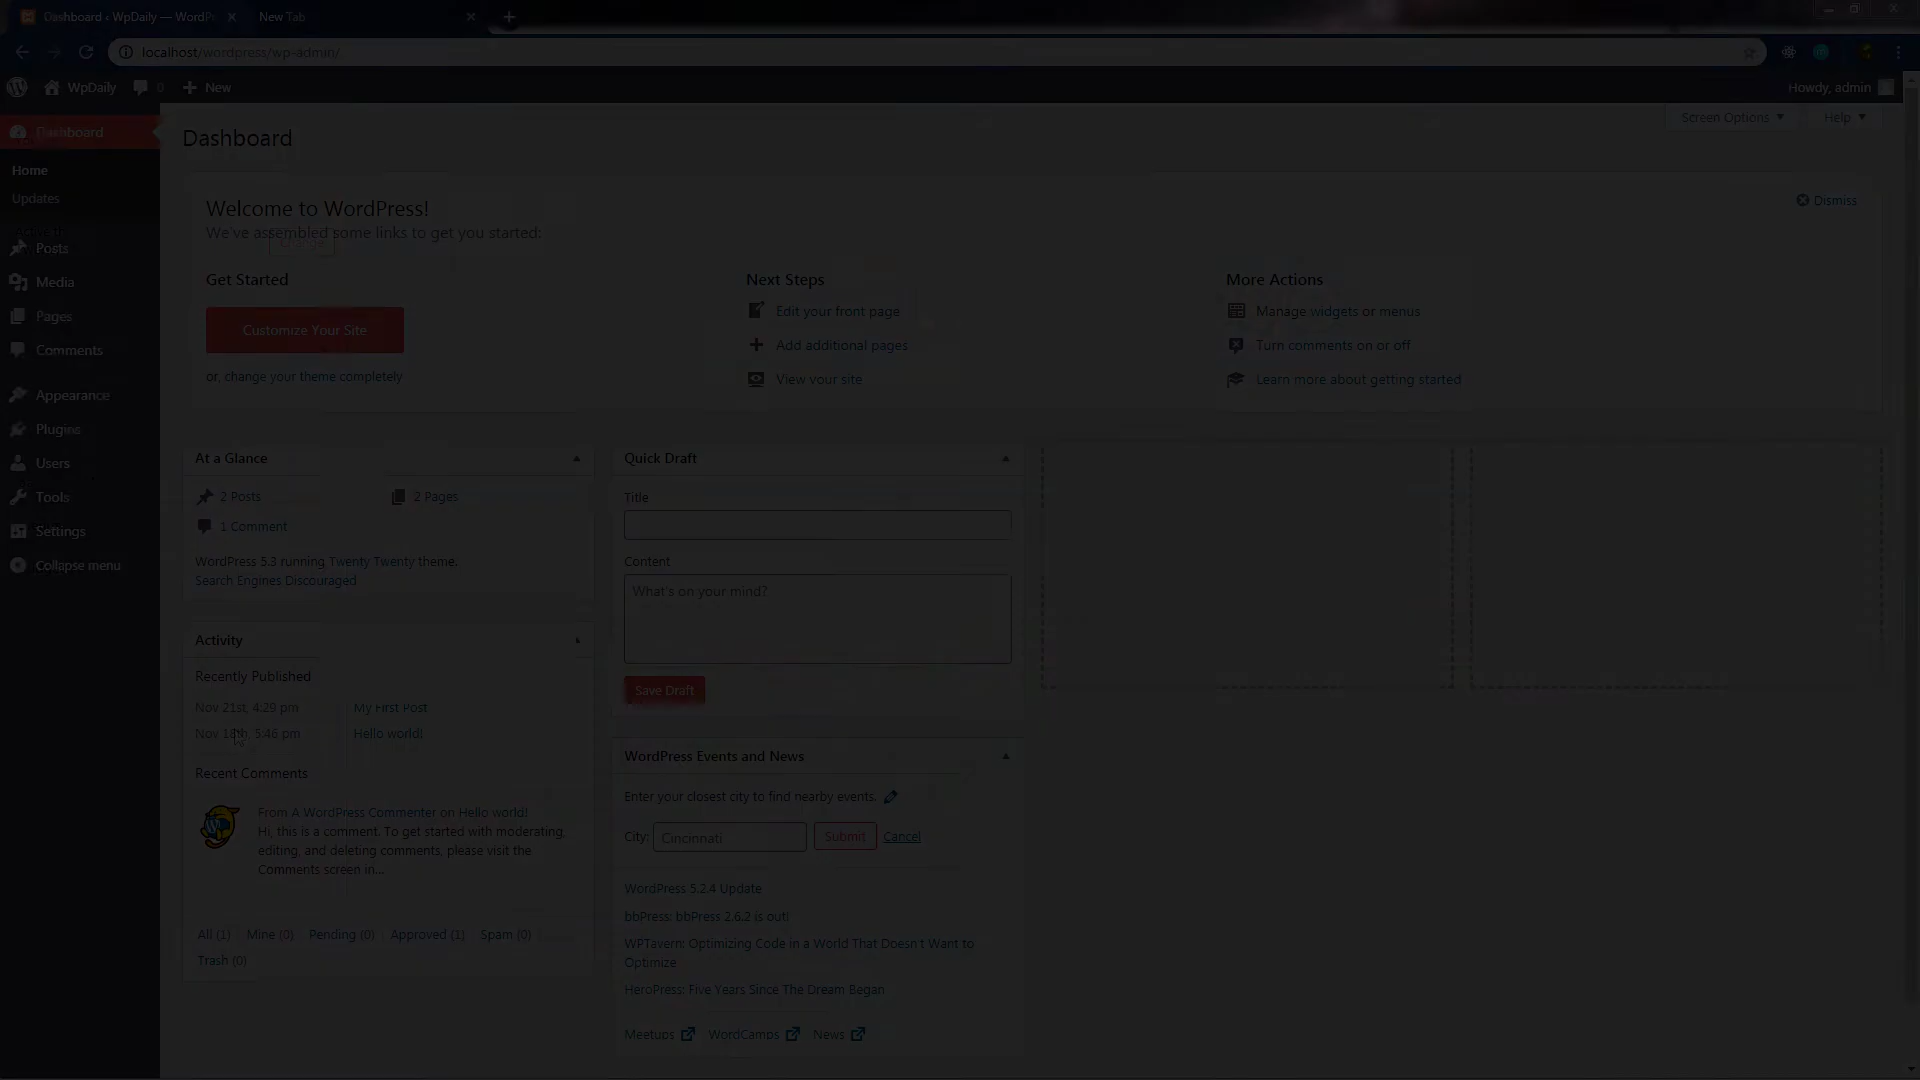 Dashboard ‹ WpDaily — WordP
New Tab
localhost/wordpress/wp-admin/
WpDaily
0
New
Howdy, admin
Dashboard
Home
Updates
Posts
Media
Pages
Comments
Appearance
Plugins
Users
Tools
Settings
Collapse menu
Dashboard
Screen Options
Help
Welcome to WordPress!
We've assembled some links to get you started:
Change
Dismiss
Get Started
Customize Your Site
or, change your theme completely
Next Steps
Edit your front page
Add additional pages
View your site
More Actions
Manage widgets or menus
Turn comments on or off
Learn more about getting started
At a Glance
2 Posts
2 Pages
1 Comment
WordPress 5.3 running Twenty Twenty theme.
Search Engines Discouraged
Activity
Recently Published
Nov 21st, 4:29 pm My First Post
Nov 18th, 5:46 pm Hello world!
Recent Comments
From A WordPress Commenter on Hello world!
Hi, this is a comment. To get started with moderating,
editing, and deleting comments, please visit the
Comments screen in...
All (1) Mine (0) Pending (0) Approved (1) Spam (0)
Trash (0)
Quick Draft
Title
Content
What's on your mind?
Save Draft
WordPress Events and News
Enter your closest city to find nearby events.
City: Cincinnati Submit Cancel
WordPress 5.2.4 Update
bbPress: bbPress 2.6.2 is out!
WPTavern: Optimizing Code in a World That Doesn't Want to
Optimize
HeroPress: Five Years Since The Dream Began
Meetups WordCamps News